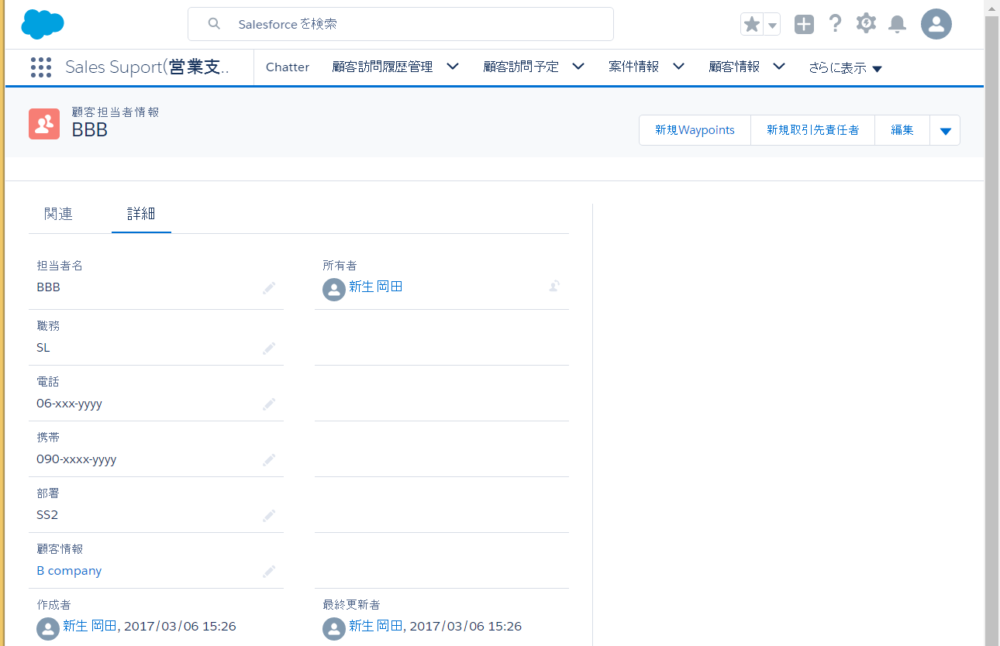 Salesforce を検索
Sales Suport(営業支..
Chatter 顧客訪問履歴管理 顧客訪問予定 案件情報 顧客情報 さらに表示
顧客担当者情報
BBB
新規Waypoints 新規取引先責任者 編集
関連 詳細
担当者名 所有者
BBB 新生 岡田
職務
SL
電話
06-xxx-yyyy
携帯
090-xxxx-yyyy
部署
SS2
顧客情報
B company
作成者 最終更新者
新生 岡田, 2017/03/06 15:26 新生 岡田, 2017/03/06 15:26